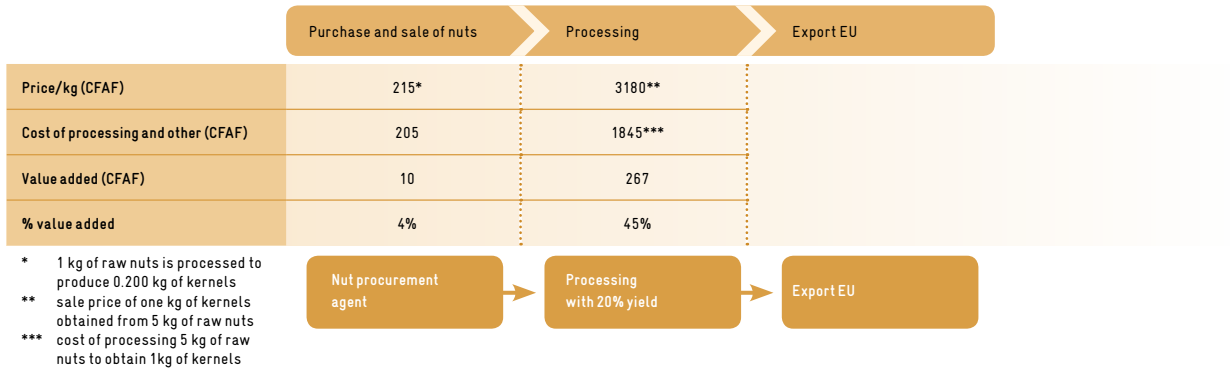 Purchase and sale of nuts Processing Export EU
Price/kg (CFAF) 215* 3180**
Cost of processing and other (CFAF) 205 1845***
Value added (CFAF) 10 267
% value added 4% 45%
* 1 kg of raw nuts is processed to
produce 0.200 kg of kernels
** sale price of one kg of kernels
obtained from 5 kg of raw nuts
*** cost of processing 5 kg of raw
nuts to obtain 1kg of kernels
Nut procurement
agent
Processing
with 20% yield
Export EU